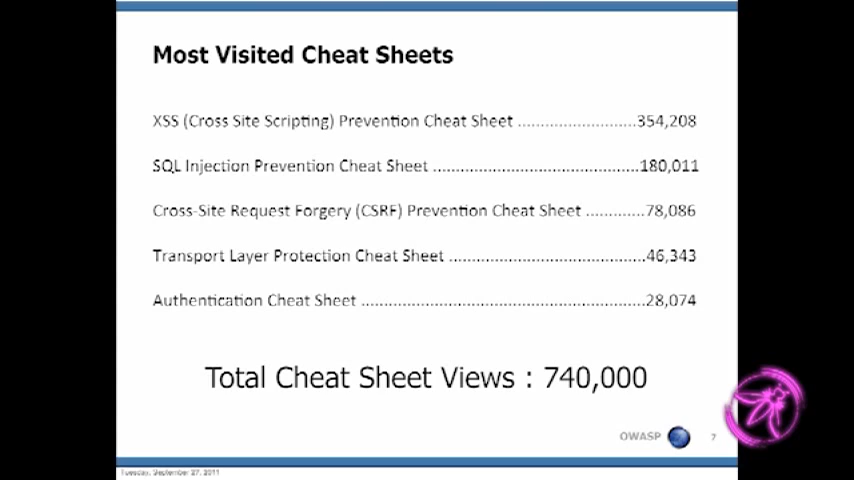 Most Visited Cheat Sheets
XSS (Cross Site Scripting) Prevention Cheat Sheet ........................354,208
SQL Injection Prevention Cheat Sheet ..........................................180,011
Cross-Site Request Forgery (CSRF) Prevention Cheat Sheet ............78,086
Transport Layer Protection Cheat Sheet .......................................46,343
Authentication Cheat Sheet .........................................................28,074
Total Cheat Sheet Views : 740,000
OWASP 7
Tuesday, September 27, 2011